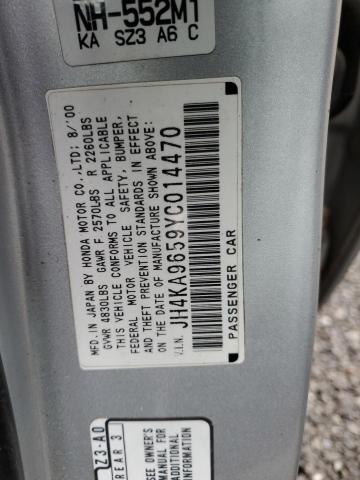 NH-552M1
KA SZ3 A6 C
MFD. IN JAPAN BY HONDA MOTOR CO.,LTD: 8/'00
GVWR 4830LBS GAWR F 2570LBS R 2260LBS
THIS VEHICLE CONFORMS TO ALL APPLICABLE
FEDERAL MOTOR VEHICLE SAFETY, BUMPER,
AND THEFT PREVENTION STANDARDS IN EFFECT
ON THE DATE OF MANUFACTURE SHOWN ABOVE.
V.I.N. JH4KA9659YC014470
PASSENGER CAR
Z3-A0
REAR 3
SEE OWNER'S
ADDITIONAL